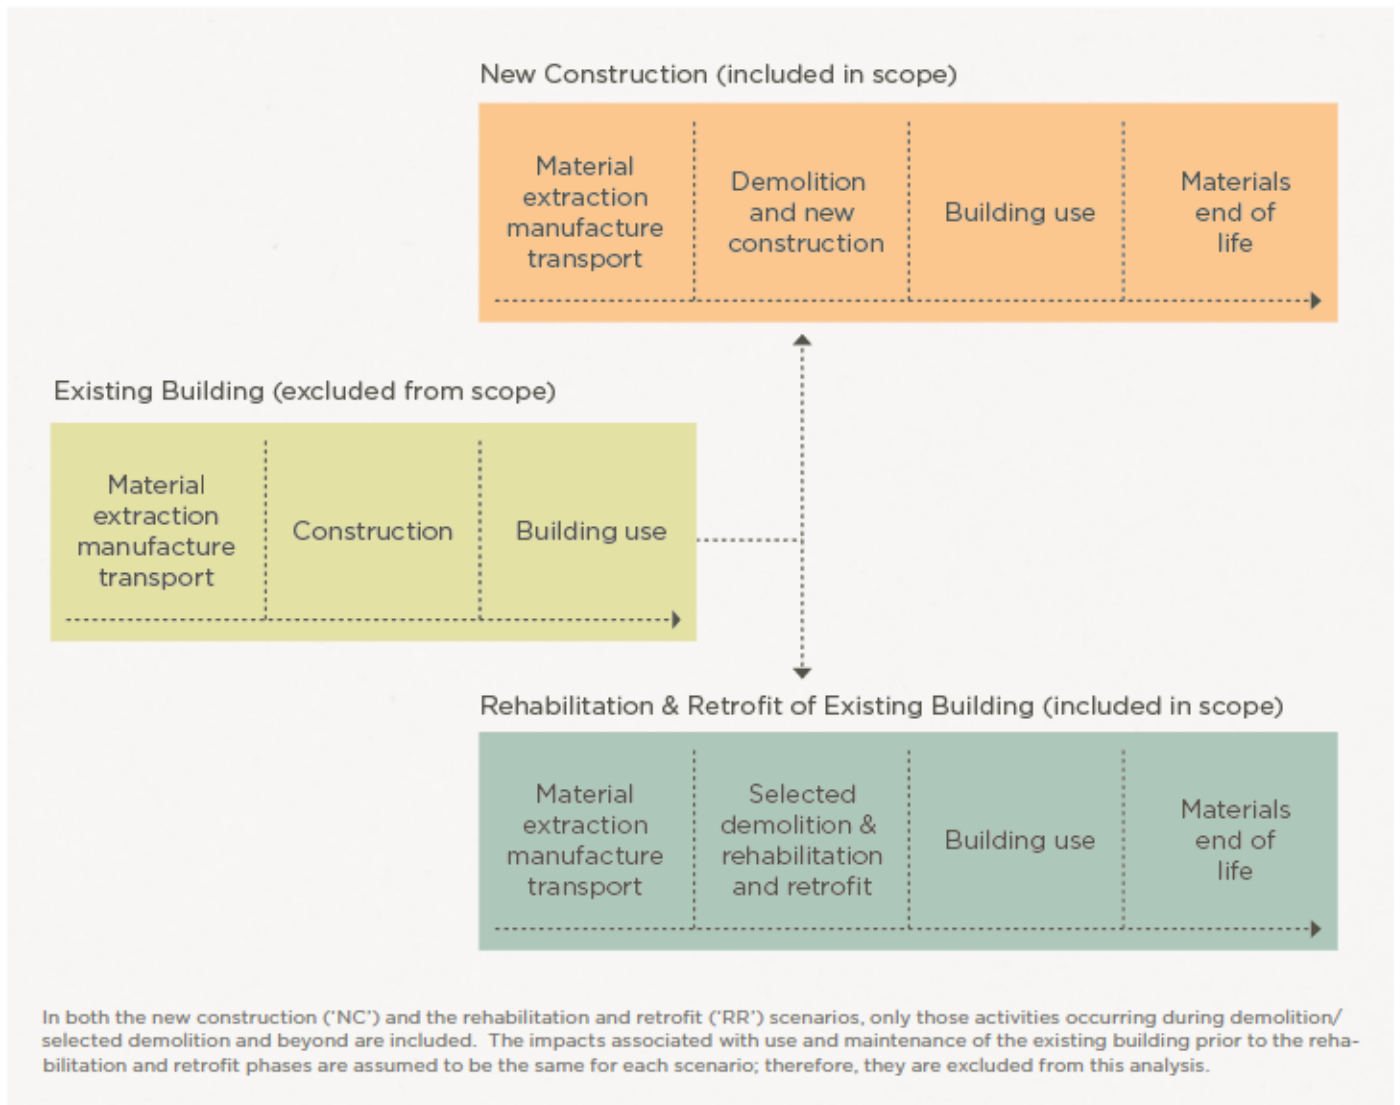 New Construction (included in scope)
Material
extraction
manufacture
transport
Demolition
and new
construction
Building use
Materials
end of
life
Existing Building (excluded from scope)
Material
extraction
manufacture
transport
Construction
Building use
Rehabilitation & Retrofit of Existing Building (included in scope)
Material
extraction
manufacture
transport
Selected
demolition &
rehabilitation
and retrofit
Building use
Materials
end of
life
In both the new construction (‘NC’) and the rehabilitation and retrofit (‘RR’) scenarios, only those activities occurring during demolition/
selected demolition and beyond are included.  The impacts associated with use and maintenance of the existing building prior to the reha-
bilitation and retrofit phases are assumed to be the same for each scenario; therefore, they are excluded from this analysis.